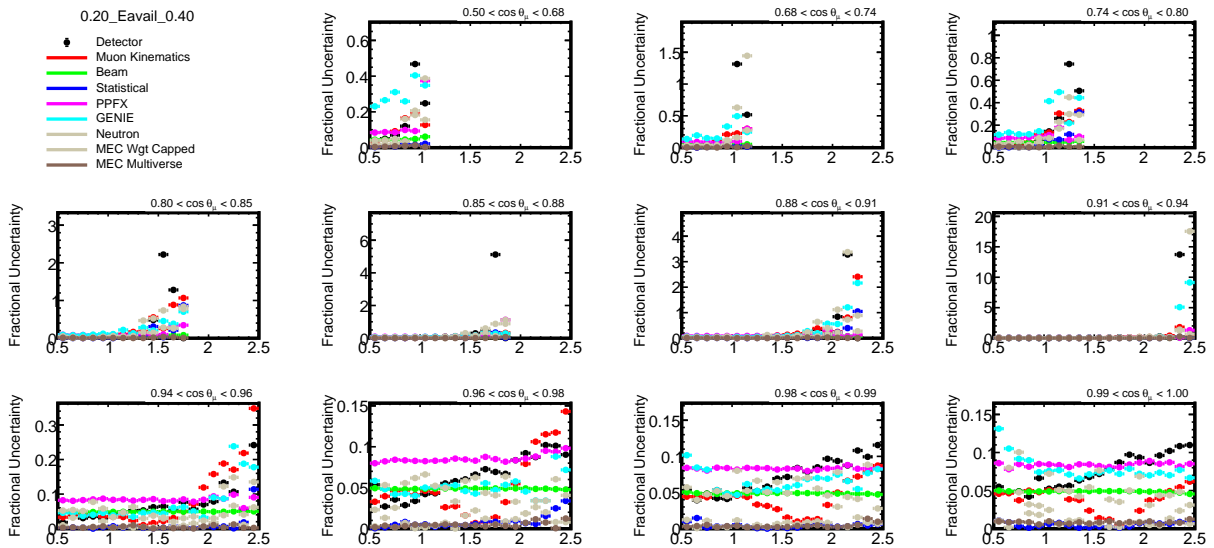 0.20_Eavail_0.40
Detector
Muon Kinematics
Beam
Statistical
PPFX
GENIE
Neutron
MEC Wgt Capped
MEC Multiverse
0.50 < cos θμ < 0.68
Fractional Uncertainty
0.6
0.4
0.2
0
0.5 1 1.5 2 2.5
0.68 < cos θμ < 0.74
Fractional Uncertainty
1.5
1
0.5
0
0.5 1 1.5 2 2.5
0.74 < cos θμ < 0.80
Fractional Uncertainty
1
0.8
0.6
0.4
0.2
0
0.5 1 1.5 2 2.5
0.80 < cos θμ < 0.85
Fractional Uncertainty
3
2
1
0
0.5 1 1.5 2 2.5
0.85 < cos θμ < 0.88
Fractional Uncertainty
6
4
2
0
0.5 1 1.5 2 2.5
0.88 < cos θμ < 0.91
Fractional Uncertainty
4
3
2
1
0
0.5 1 1.5 2 2.5
0.91 < cos θμ < 0.94
Fractional Uncertainty
20
15
10
5
0
0.5 1 1.5 2 2.5
0.94 < cos θμ < 0.96
Fractional Uncertainty
0.3
0.2
0.1
0
0.5 1 1.5 2 2.5
0.96 < cos θμ < 0.98
Fractional Uncertainty
0.15
0.1
0.05
0
0.5 1 1.5 2 2.5
0.98 < cos θμ < 0.99
Fractional Uncertainty
0.15
0.1
0.05
0
0.5 1 1.5 2 2.5
0.99 < cos θμ < 1.00
Fractional Uncertainty
0.15
0.1
0.05
0
0.5 1 1.5 2 2.5